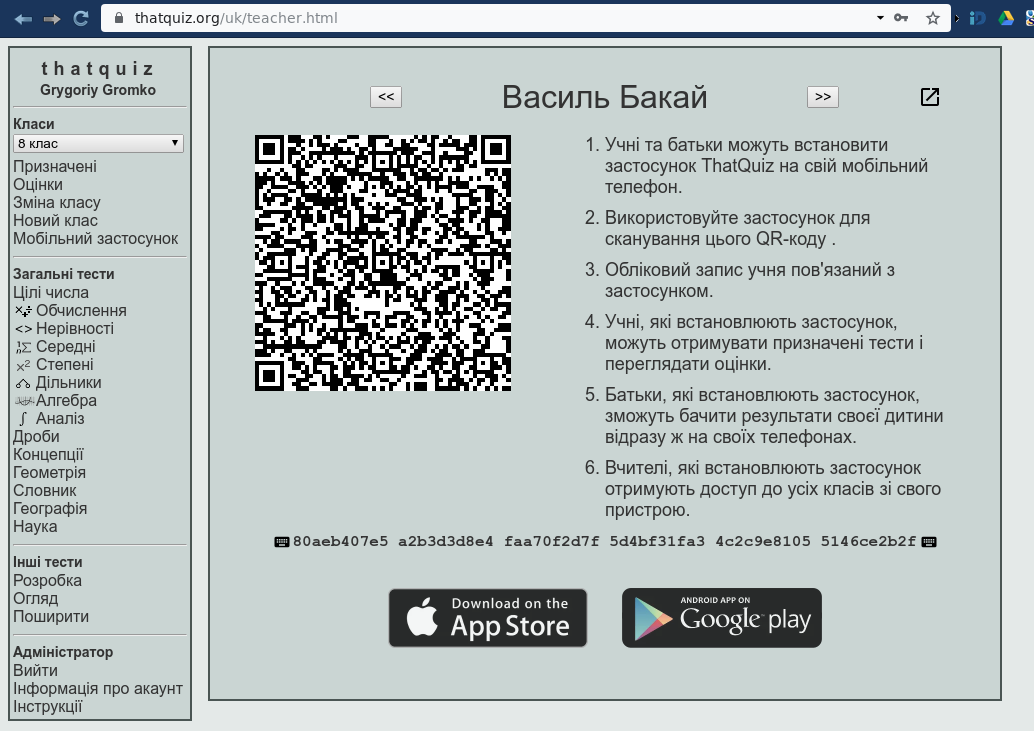 thatquiz.org/uk/teacher.html
thatquiz
Grygoriy Gromko
Класи
8 клас
Призначені
Оцінки
Зміна класу
Новий клас
Мобільний застосунок
Загальні тести
Цілі числа
Обчислення
<> Нерівності
Середні
x² Степені
Дільники
Алгебра
∫ Аналіз
Дроби
Концепції
Геометрія
Словник
Географія
Наука
Інші тести
Розробка
Огляд
Поширити
Адміністратор
Вийти
Інформація про акаунт
Інструкції
<< Василь Бакай >>
1. Учні та батьки можуть встановити
застосунок ThatQuiz на свій мобільний
телефон.
2. Використовуйте застосунок для
сканування цього QR-коду .
3. Обліковий запис учня пов'язаний з
застосунком.
4. Учні, які встановлюють застосунок,
можуть отримувати призначені тести і
переглядати оцінки.
5. Батьки, які встановлюють застосунок,
зможуть бачити результати своєї дитини
відразу ж на своїх телефонах.
6. Вчителі, які встановлюють застосунок
отримують доступ до усіх класів зі свого
пристрою.
80aeb407e5 a2b3d3d8e4 faa70f2d7f 5d4bf31fa3 4c2c9e8105 5146ce2b2f
Download on the
App Store
ANDROID APP ON
Google play